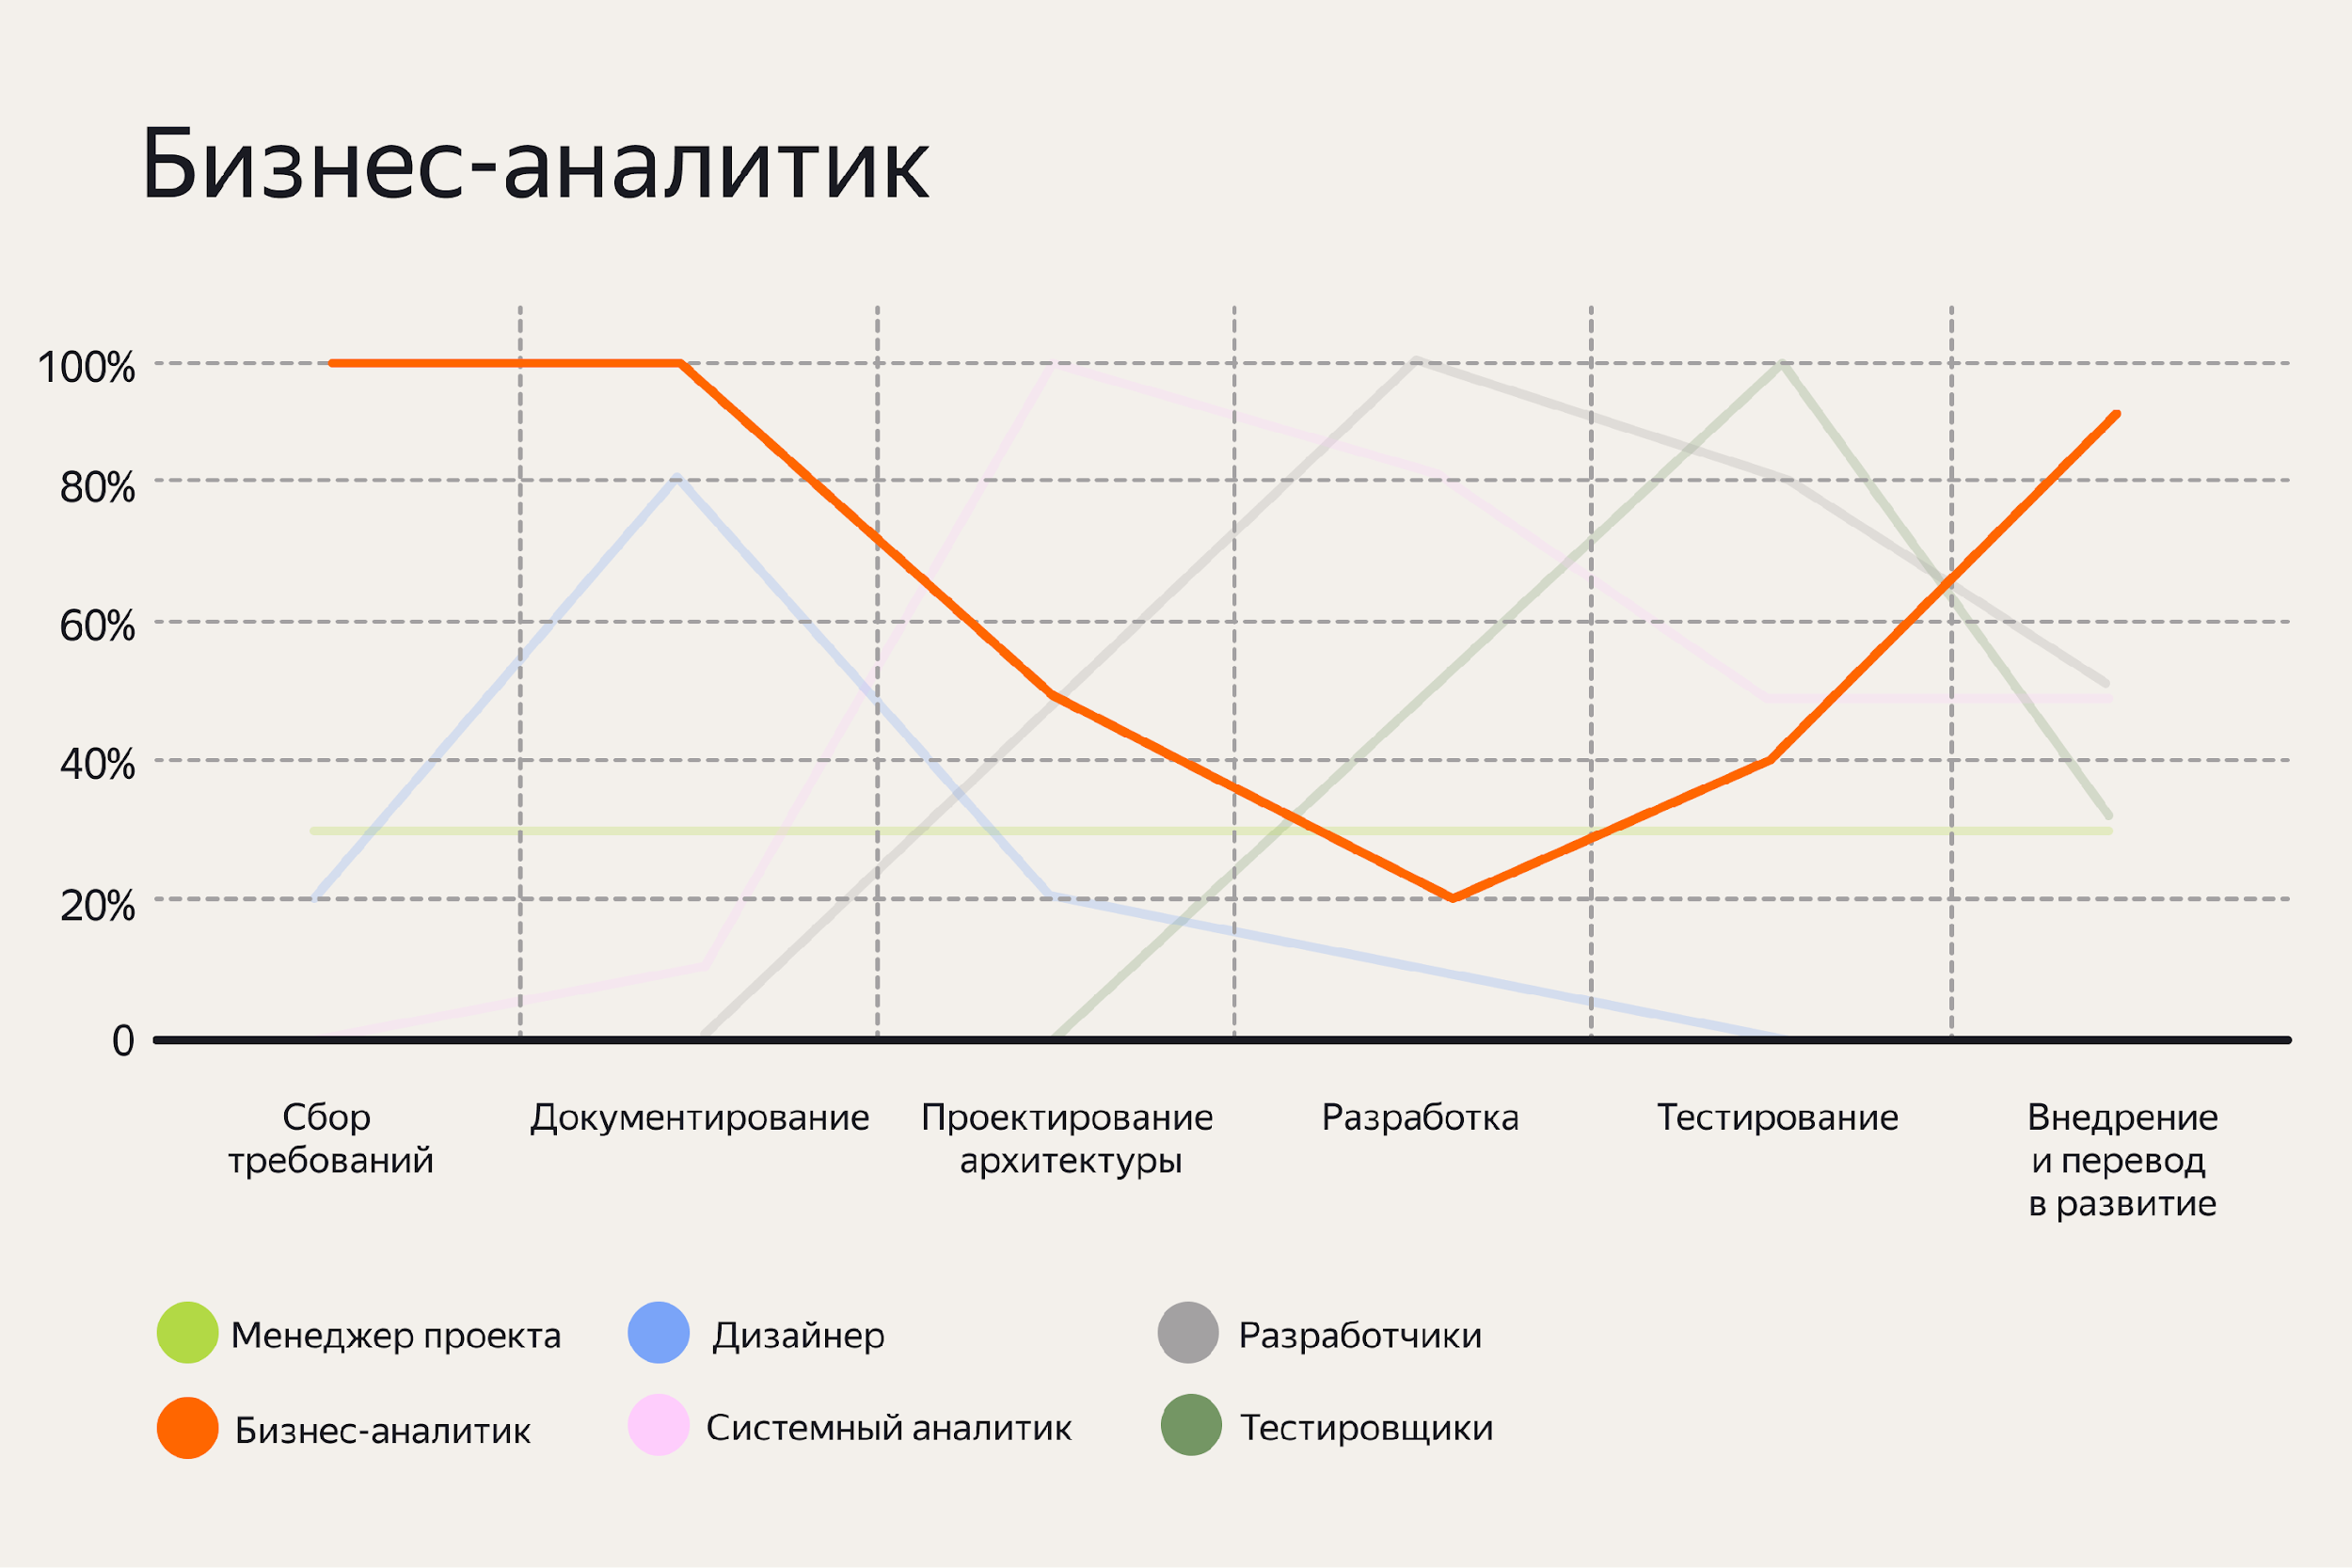 Бизнес-аналитик
100%
80%
60%
40%
20%
0
Сбор
требований
Документирование
Проектирование
архитектуры
Разработка
Тестирование
Внедрение
и перевод
в развитие
Менеджер проекта
Дизайнер
Разработчики
Бизнес-аналитик
Системный аналитик
Тестировщики